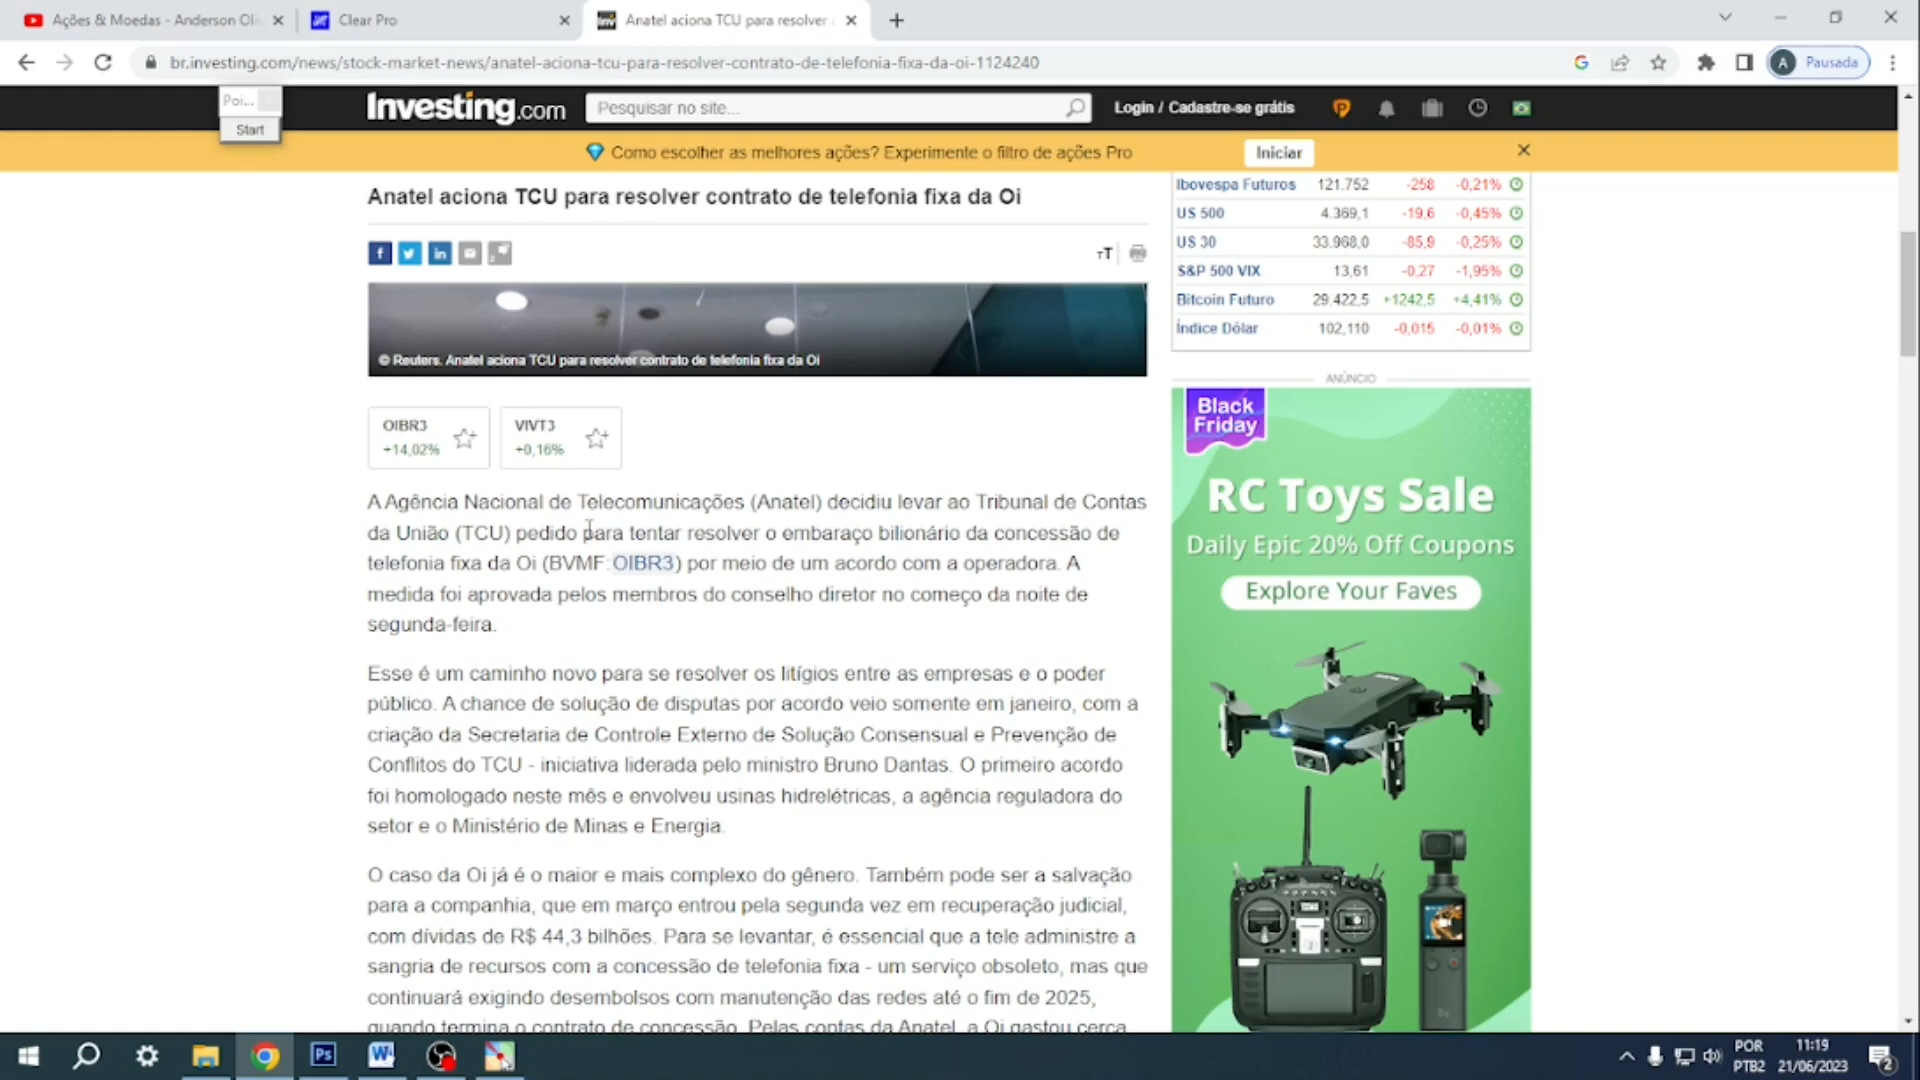 Ações & Moedas - Anderson Oli
Clear Pro
Anatel aciona TCU para resolver c
br.investing.com/news/stock-market-news/anatel-aciona-tcu-para-resolver-contrato-de-telefonia-fixa-da-oi-1124240
A Pausada
Poi...
Start
Investing.com
Pesquisar no site...
Login / Cadastre-se grátis
Como escolher as melhores ações? Experimente o filtro de ações Pro
Iniciar
Anatel aciona TCU para resolver contrato de telefonia fixa da Oi
© Reuters. Anatel aciona TCU para resolver contrato de telefonia fixa da Oi
OIBR3
+14,02%
VIVT3
+0,16%
A Agência Nacional de Telecomunicações (Anatel) decidiu levar ao Tribunal de Contas
da União (TCU) pedido para tentar resolver o embaraço bilionário da concessão de
telefonia fixa da Oi (BVMF:OIBR3) por meio de um acordo com a operadora. A
medida foi aprovada pelos membros do conselho diretor no começo da noite de
segunda-feira.
Esse é um caminho novo para se resolver os litígios entre as empresas e o poder
público. A chance de solução de disputas por acordo veio somente em janeiro, com a
criação da Secretaria de Controle Externo de Solução Consensual e Prevenção de
Conflitos do TCU - iniciativa liderada pelo ministro Bruno Dantas. O primeiro acordo
foi homologado neste mês e envolveu usinas hidrelétricas, a agência reguladora do
setor e o Ministério de Minas e Energia.
O caso da Oi já é o maior e mais complexo do gênero. Também pode ser a salvação
para a companhia, que em março entrou pela segunda vez em recuperação judicial,
com dívidas de R$ 44,3 bilhões. Para se levantar, é essencial que a tele administre a
sangria de recursos com a concessão de telefonia fixa - um serviço obsoleto, mas que
continuará exigindo desembolsos com manutenção das redes até o fim de 2025,
quando termina o contrato de concessão. Pelas contas da Anatel, a Oi gastou cerca
Ibovespa Futuros 121.752 -258 -0,21%
US 500 4.369,1 -19,6 -0,45%
US 30 33.968,0 -85,9 -0,25%
S&P 500 VIX 13,61 -0,27 -1,95%
Bitcoin Futuro 29.422,5 +1242,5 +4,41%
Índice Dólar 102,110 -0,015 -0,01%
ANÚNCIO
Black
Friday
RC Toys Sale
Daily Epic 20% Off Coupons
Explore Your Faves
POR
PTB2
11:19
21/06/2023
2